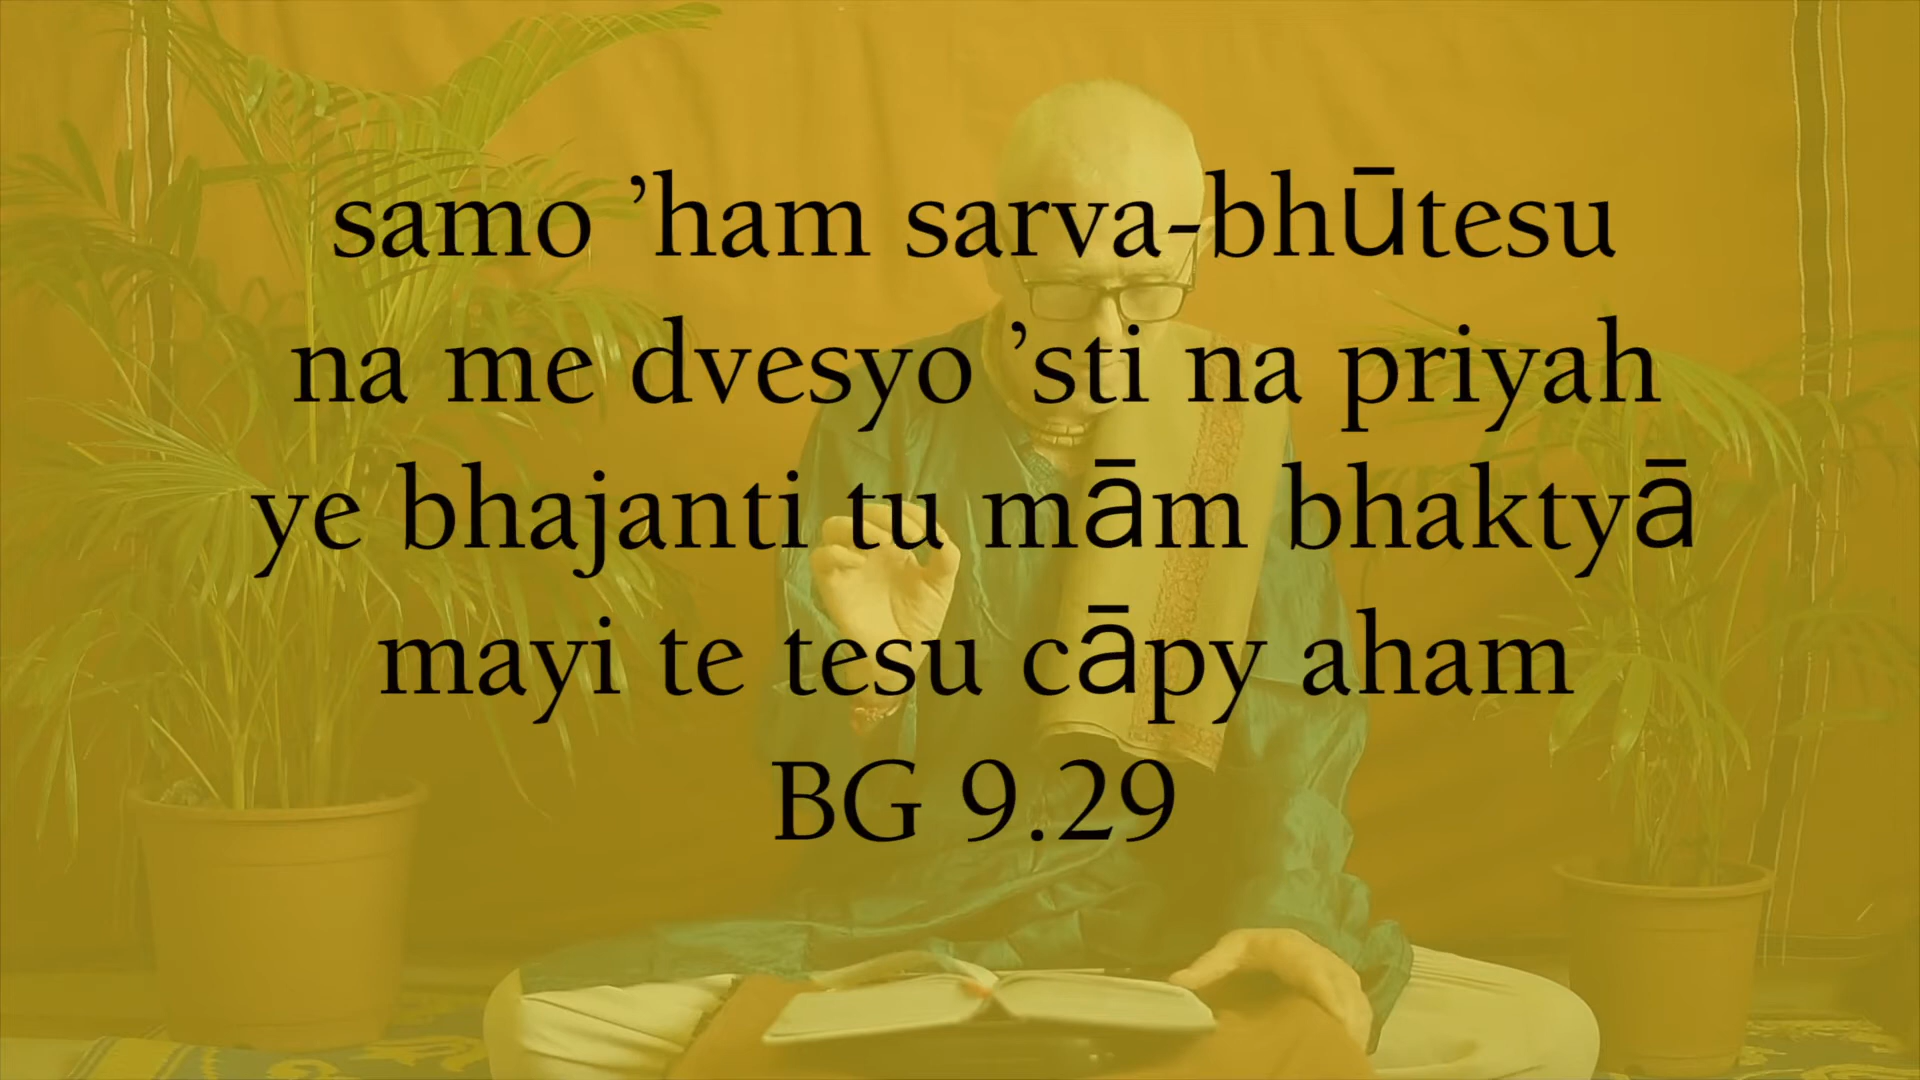 samo ’ham sarva-bhūtesu
na me dvesyo ’sti na priyah
ye bhajanti tu mām bhaktyā
mayi te tesu cāpy aham
BG 9.29